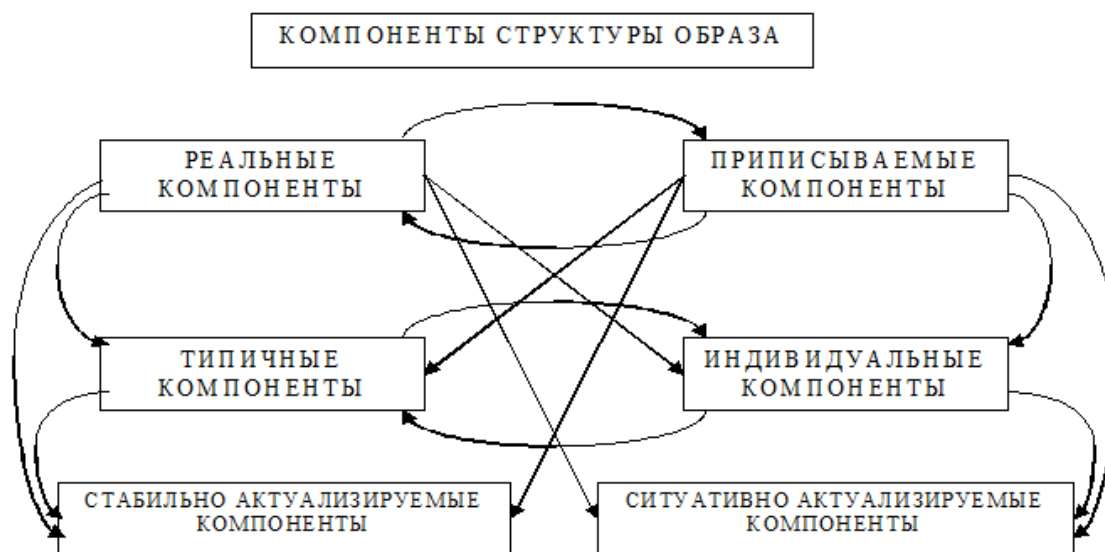 КОМПОНЕНТЫ СТРУКТУРЫ ОБРАЗА
РЕАЛЬНЫЕ
КОМПОНЕНТЫ
ПРИПИСЫВАЕМЫЕ
КОМПОНЕНТЫ
ТИПИЧНЫЕ
КОМПОНЕНТЫ
ИНДИВИДУАЛЬНЫЕ
КОМПОНЕНТЫ
СТАБИЛЬНО АКТУАЛИЗИРУЕМЫЕ
КОМПОНЕНТЫ
СИТУАТИВНО АКТУАЛИЗИРУЕМЫЕ
КОМПОНЕНТЫ